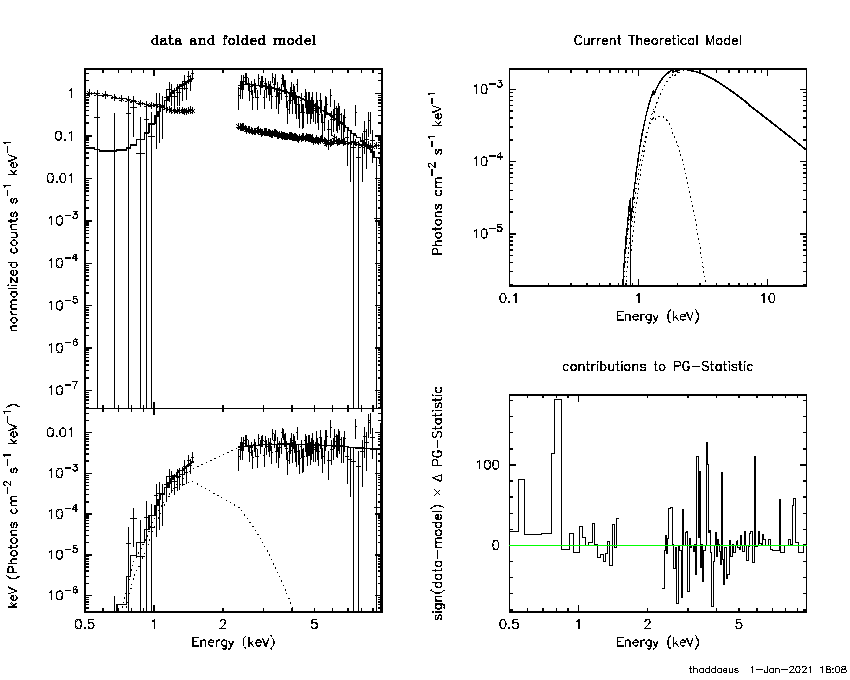 data and folded model
normalized counts s⁻¹ keV⁻¹
1
0.1
0.01
10⁻³
10⁻⁴
10⁻⁵
10⁻⁶
10⁻⁷
keV (Photons cm⁻² s⁻¹ keV⁻¹)
0.01
10⁻³
10⁻⁴
10⁻⁵
10⁻⁶
0.5 1 2 5
Energy (keV)
Current Theoretical Model
Photons cm⁻² s⁻¹ keV⁻¹
10⁻³
10⁻⁴
10⁻⁵
0.1 1 10
Energy (keV)
contributions to PG−Statistic
sign(data−model) × Δ PG−Statistic
100
0
0.5 1 2 5
Energy (keV)
thaddaeus 1−Jan−2021 18:08